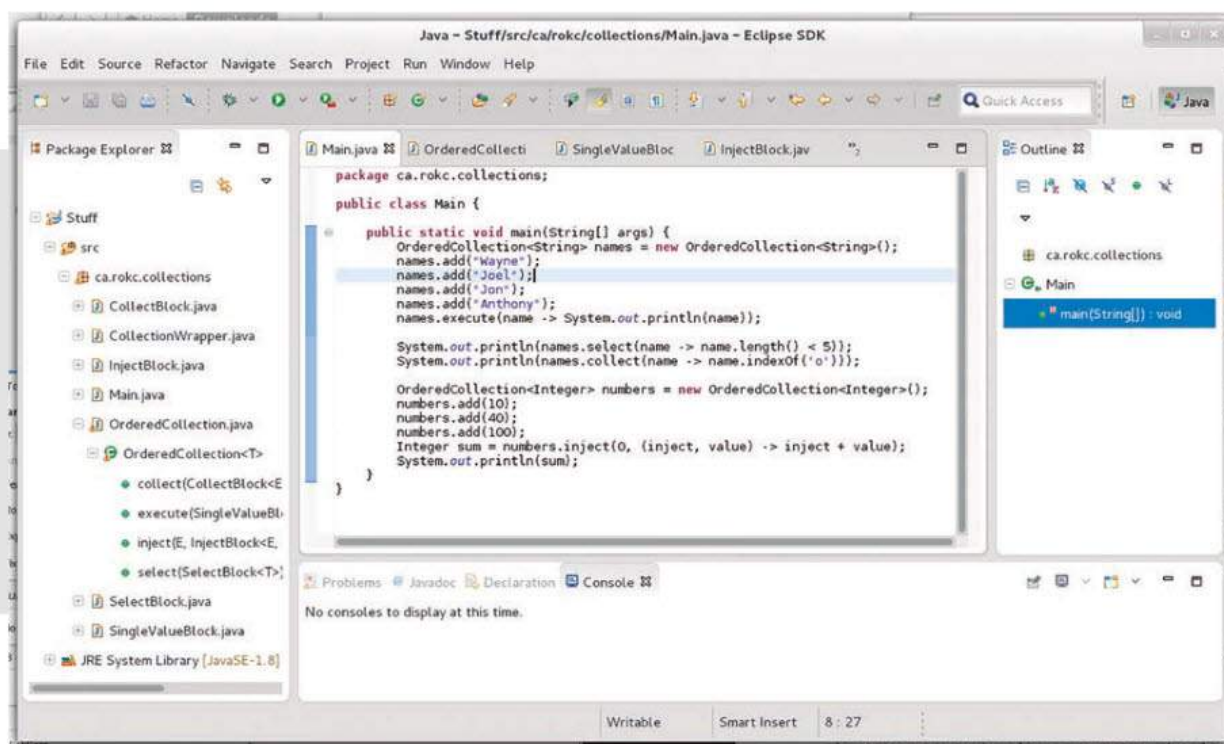 Java - Stuff/src/ca/rokc/collections/Main.java - Eclipse SDK
File Edit Source Refactor Navigate Search Project Run Window Help
Quick Access
Java
Package Explorer
Stuff
src
ca.rokc.collections
CollectBlock.java
CollectionWrapper.java
InjectBlock.java
Main.java
OrderedCollection.java
OrderedCollection<T>
collect(CollectBlock<E
execute(SingleValueBl
inject(E, InjectBlock<E,
select(SelectBlock<T>)
SelectBlock.java
SingleValueBlock.java
JRE System Library [JavaSE-1.8]
Main.java OrderedCollecti SingleValueBloc InjectBlock.jav "2
package ca.rokc.collections;
public class Main {
public static void main(String[] args) {
OrderedCollection<String> names = new OrderedCollection<String>();
names.add("Wayne");
names.add("Joel");
names.add("Jon");
names.add("Anthony");
names.execute(name -> System.out.println(name));
System.out.println(names.select(name -> name.length() < 5));
System.out.println(names.collect(name -> name.indexOf('o')));
OrderedCollection<Integer> numbers = new OrderedCollection<Integer>();
numbers.add(10);
numbers.add(40);
numbers.add(100);
Integer sum = numbers.inject(0, (inject, value) -> inject + value);
System.out.println(sum);
}
}
Outline
ca.rokc.collections
Main
main(String[]) : void
Problems Javadoc Declaration Console
No consoles to display at this time.
Writable Smart Insert 8 : 27